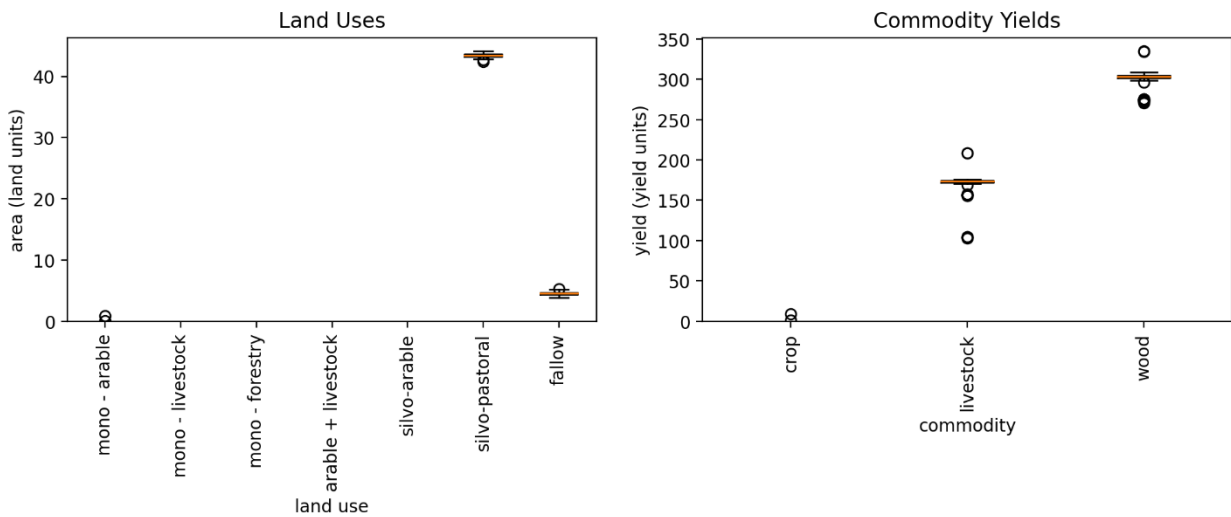 Land Uses
area (land units)
40
30
20
10
0
mono - arable
mono - livestock
mono - forestry
arable + livestock
silvo-arable
silvo-pastoral
fallow
land use
Commodity Yields
yield (yield units)
350
300
250
200
150
100
50
0
crop
livestock
wood
commodity